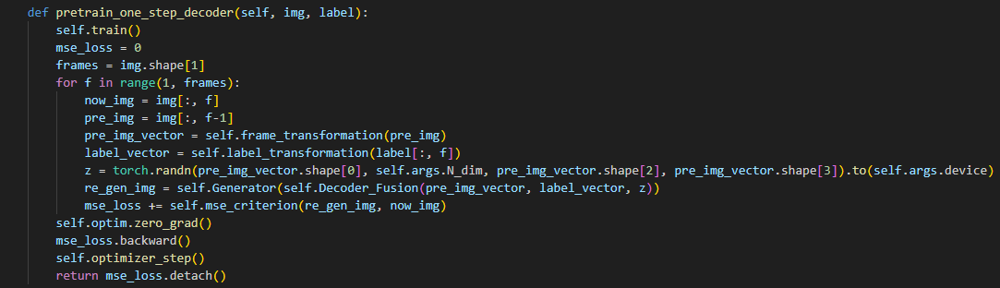 def pretrain_one_step_decoder(self, img, label):
    self.train()
    mse_loss = 0
    frames = img.shape[1]
    for f in range(1, frames):
        now_img = img[:, f]
        pre_img = img[:, f-1]
        pre_img_vector = self.frame_transformation(pre_img)
        label_vector = self.label_transformation(label[:, f])
        z = torch.randn(pre_img_vector.shape[0], self.args.N_dim, pre_img_vector.shape[2], pre_img_vector.shape[3]).to(self.args.device)
        re_gen_img = self.Generator(self.Decoder_Fusion(pre_img_vector, label_vector, z))
        mse_loss += self.mse_criterion(re_gen_img, now_img)
    self.optim.zero_grad()
    mse_loss.backward()
    self.optimizer_step()
    return mse_loss.detach()